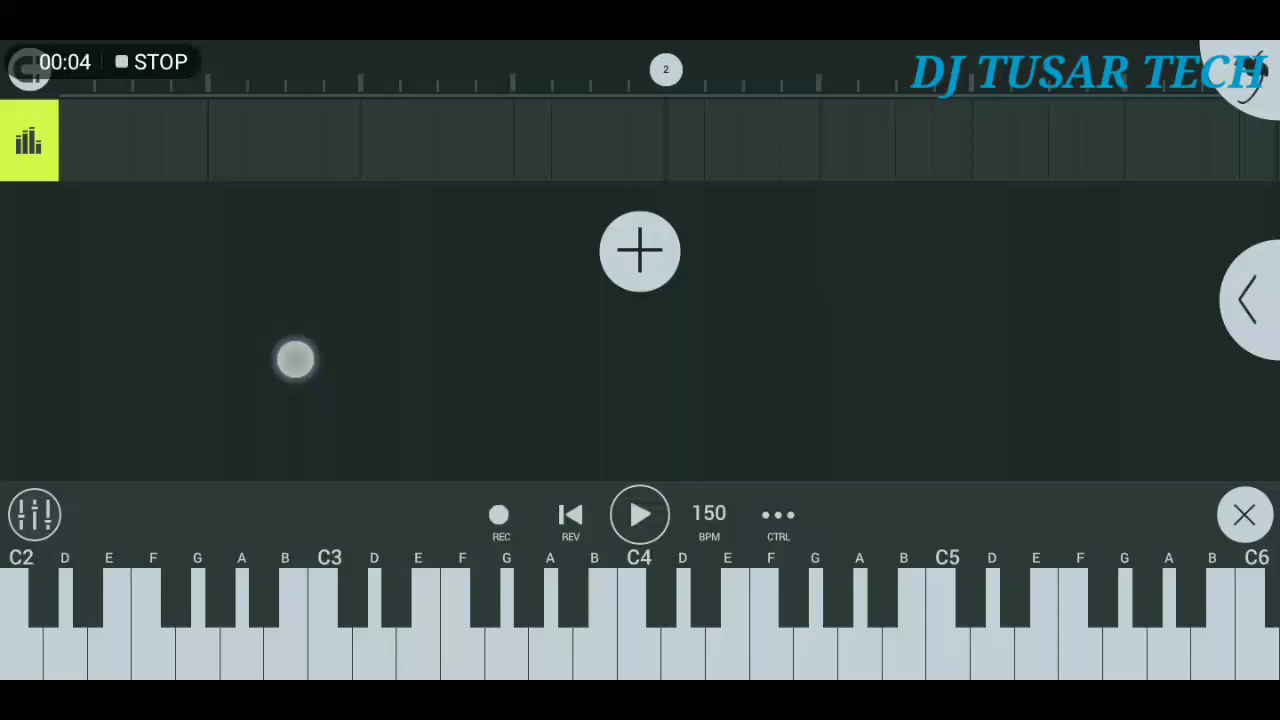 00:04 STOP
2
DJ TUSAR TECH
REC
REV
150
BPM
CTRL
C2 D E F G A B C3 D E F G A B C4 D E F G A B C5 D E F G A B C6